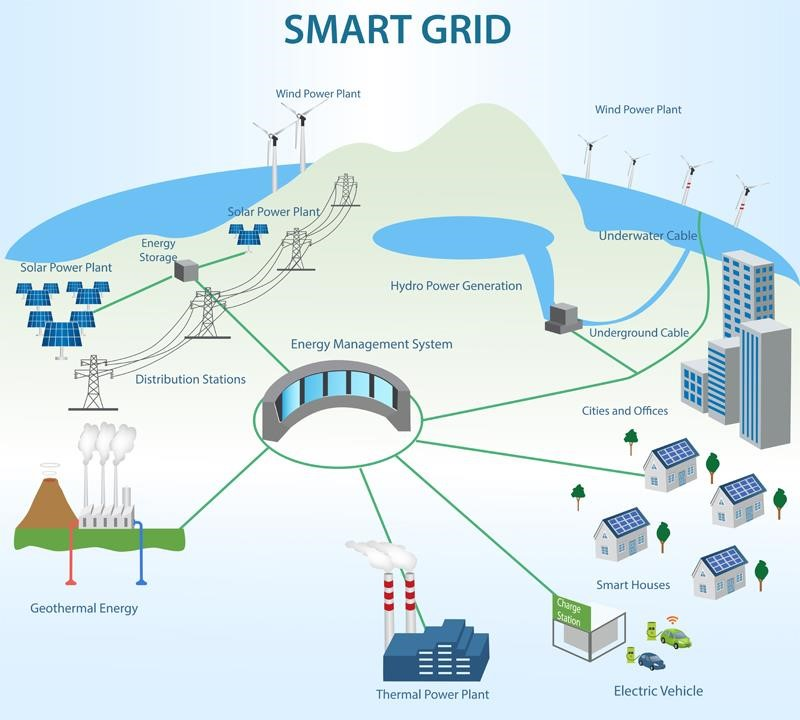 SMART GRID
Wind Power Plant
Wind Power Plant
Solar Power Plant
Underwater Cable
Energy
Storage
Solar Power Plant
Hydro Power Generation
Underground Cable
Energy Management System
Distribution Stations
Cities and Offices
Smart Houses
Charge
Station
Geothermal Energy
Thermal Power Plant
Electric Vehicle